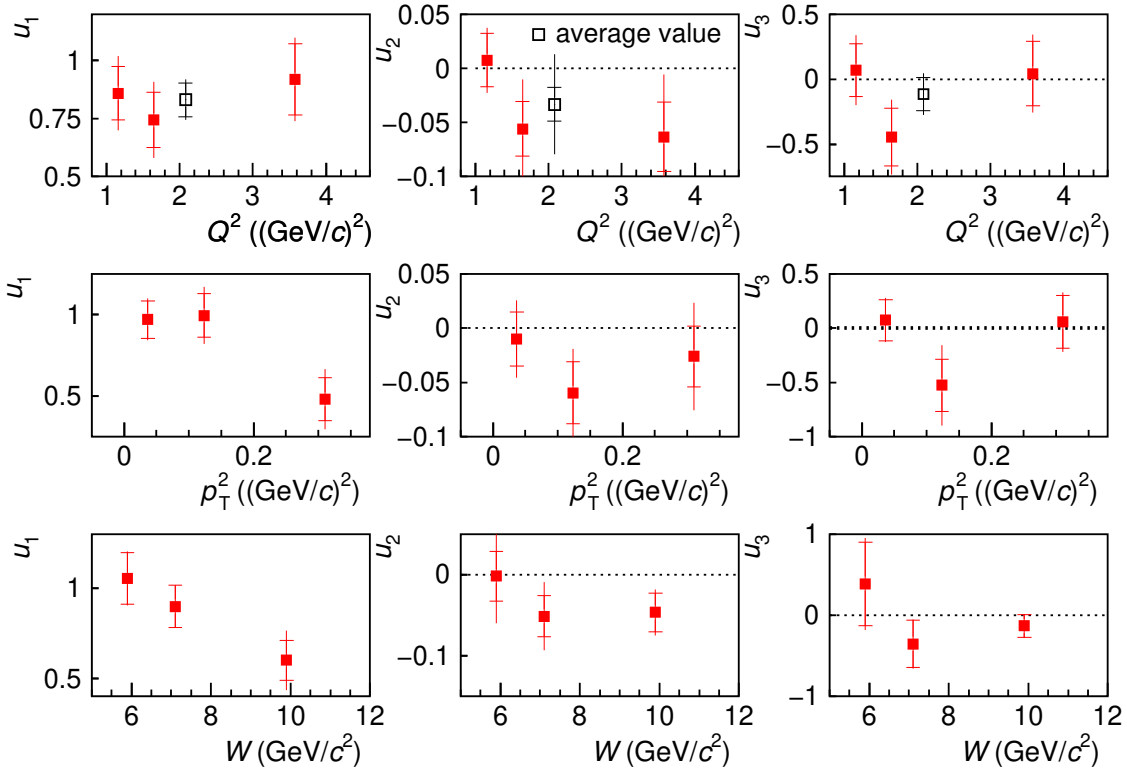 u₁
1
0.75
0.5
1 2 3 4
Q² ((GeV/c)²)
u₂
□ average value
0.05
0
−0.05
−0.1
1 2 3 4
Q² ((GeV/c)²)
u₃
0.5
0
−0.5
1 2 3 4
Q² ((GeV/c)²)
u₁
1
0.5
0 0.2
p_T² ((GeV/c)²)
u₂
0.05
0
−0.05
−0.1
0 0.2
p_T² ((GeV/c)²)
u₃
0.5
0
−0.5
−1
0 0.2
p_T² ((GeV/c)²)
u₁
1
0.5
6 8 10 12
W (GeV/c²)
u₂
0
−0.1
6 8 10 12
W (GeV/c²)
u₃
1
0
−1
6 8 10 12
W (GeV/c²)